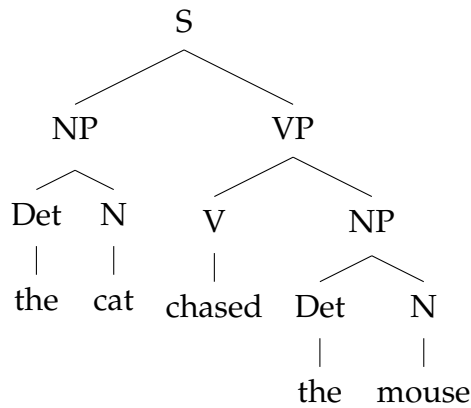 S
NP VP
Det N V NP
the cat chased Det N
the mouse